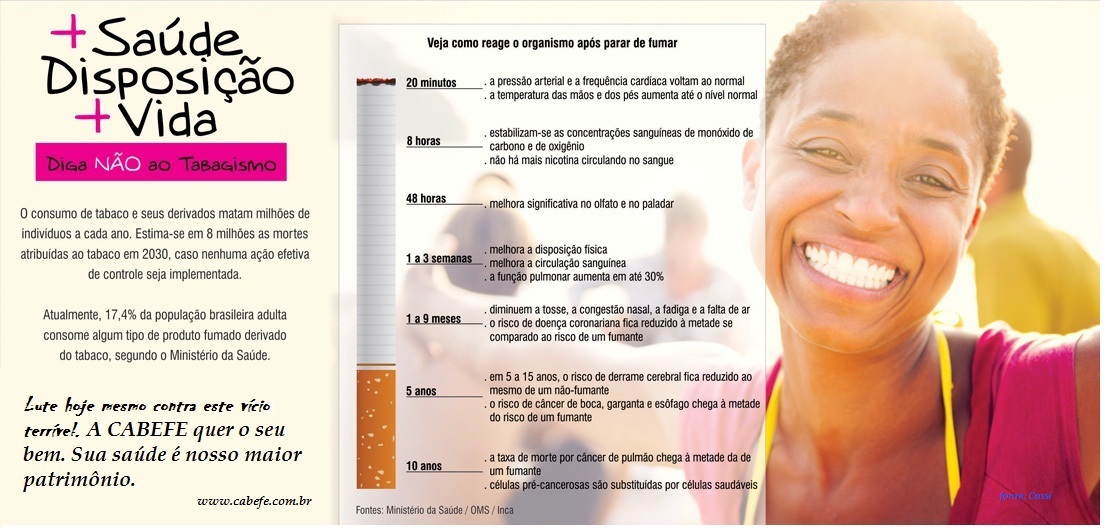 +Saúde
Disposição
+Vida
Diga NÃO ao Tabagismo
O consumo de tabaco e seus derivados matam milhões de
indivíduos a cada ano. Estima-se em 8 milhões as mortes
atribuídas ao tabaco em 2030, caso nenhuma ação efetiva
de controle seja implementada.
Atualmente, 17,4% da população brasileira adulta
consome algum tipo de produto fumado derivado
do tabaco, segundo o Ministério da Saúde.
Lute hoje mesmo contra este vício
terrível. A CABEFE quer o seu
bem. Sua saúde é nosso maior
patrimônio.
www.cabefe.com.br
Veja como reage o organismo após parar de fumar
20 minutos
. a pressão arterial e a frequência cardíaca voltam ao normal
. a temperatura das mãos e dos pés aumenta até o nível normal
8 horas
. estabilizam-se as concentrações sanguíneas de monóxido de
carbono e de oxigênio
. não há mais nicotina circulando no sangue
48 horas
. melhora significativa no olfato e no paladar
1 a 3 semanas
. melhora a disposição física
. melhora a circulação sanguínea
. a função pulmonar aumenta em até 30%
1 a 9 meses
. diminuem a tosse, a congestão nasal, a fadiga e a falta de ar
. o risco de doença coronariana fica reduzido à metade se
comparado ao risco de um fumante
5 anos
. em 5 a 15 anos, o risco de derrame cerebral fica reduzido ao
mesmo de um não-fumante
. o risco de câncer de boca, garganta e esôfago chega à metade
do risco de um fumante
10 anos
. a taxa de morte por câncer de pulmão chega à metade da de
um fumante
. células pré-cancerosas são substituídas por células saudáveis
Fontes: Ministério da Saúde / OMS / Inca
fonte: Cassi